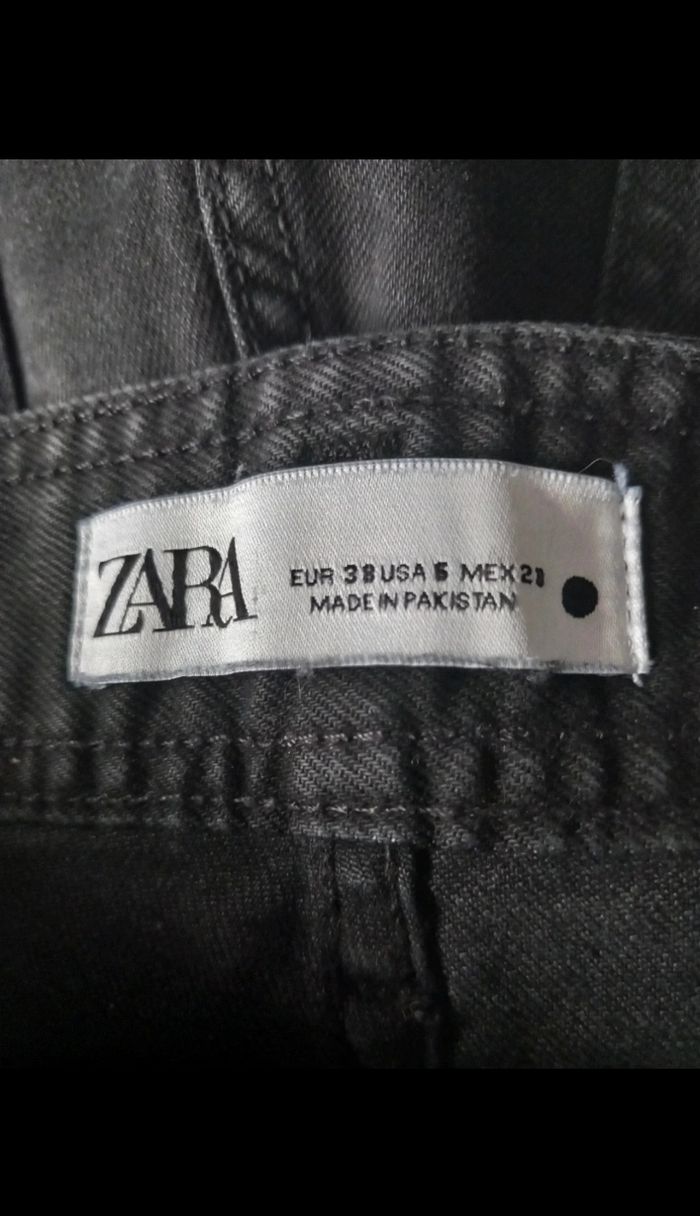 ZARA
EUR 38 USA 6 MEX 28
MADE IN PAKISTAN